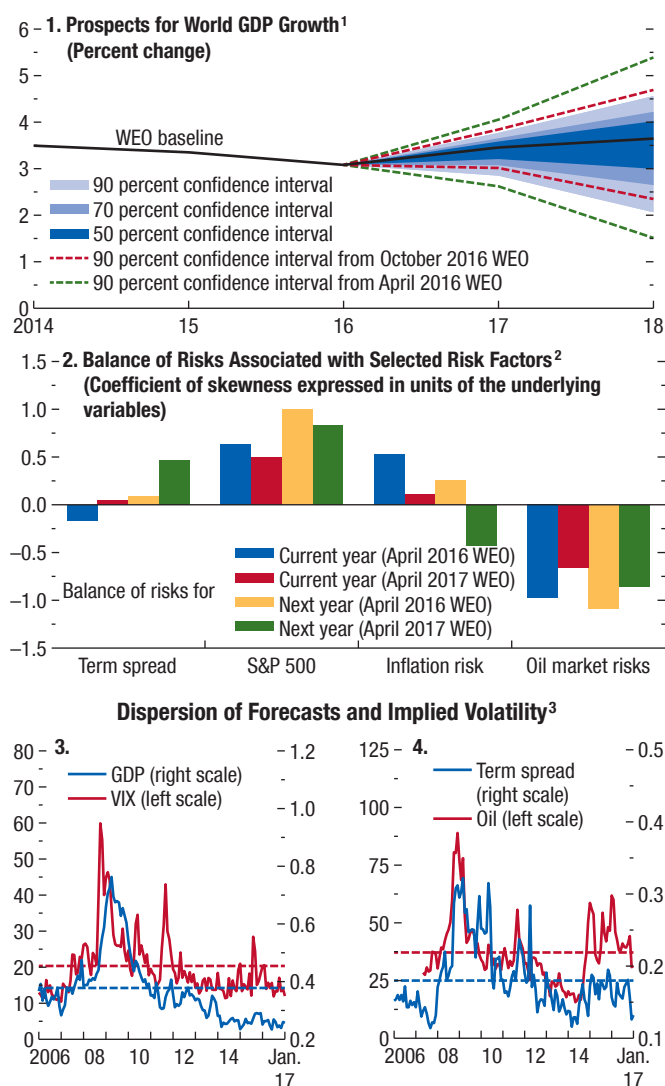 1. Prospects for World GDP Growth¹
(Percent change)
6
5
4
3
2
1
0
WEO baseline
90 percent confidence interval
70 percent confidence interval
50 percent confidence interval
90 percent confidence interval from October 2016 WEO
90 percent confidence interval from April 2016 WEO
2014 15 16 17 18
2. Balance of Risks Associated with Selected Risk Factors²
(Coefficient of skewness expressed in units of the underlying
variables)
1.5
1.0
0.5
0.0
–0.5
–1.0
–1.5
Balance of risks for
Current year (April 2016 WEO)
Current year (April 2017 WEO)
Next year (April 2016 WEO)
Next year (April 2017 WEO)
Term spread S&P 500 Inflation risk Oil market risks
Dispersion of Forecasts and Implied Volatility³
3.
GDP (right scale)
VIX (left scale)
80
70
60
50
40
30
20
10
0
1.2
1.0
0.8
0.6
0.4
0.2
2006 08 10 12 14 Jan.
17
4.
Term spread
(right scale)
Oil (left scale)
125
100
75
50
25
0
0.5
0.4
0.3
0.2
0.1
2006 08 10 12 14 Jan.
17